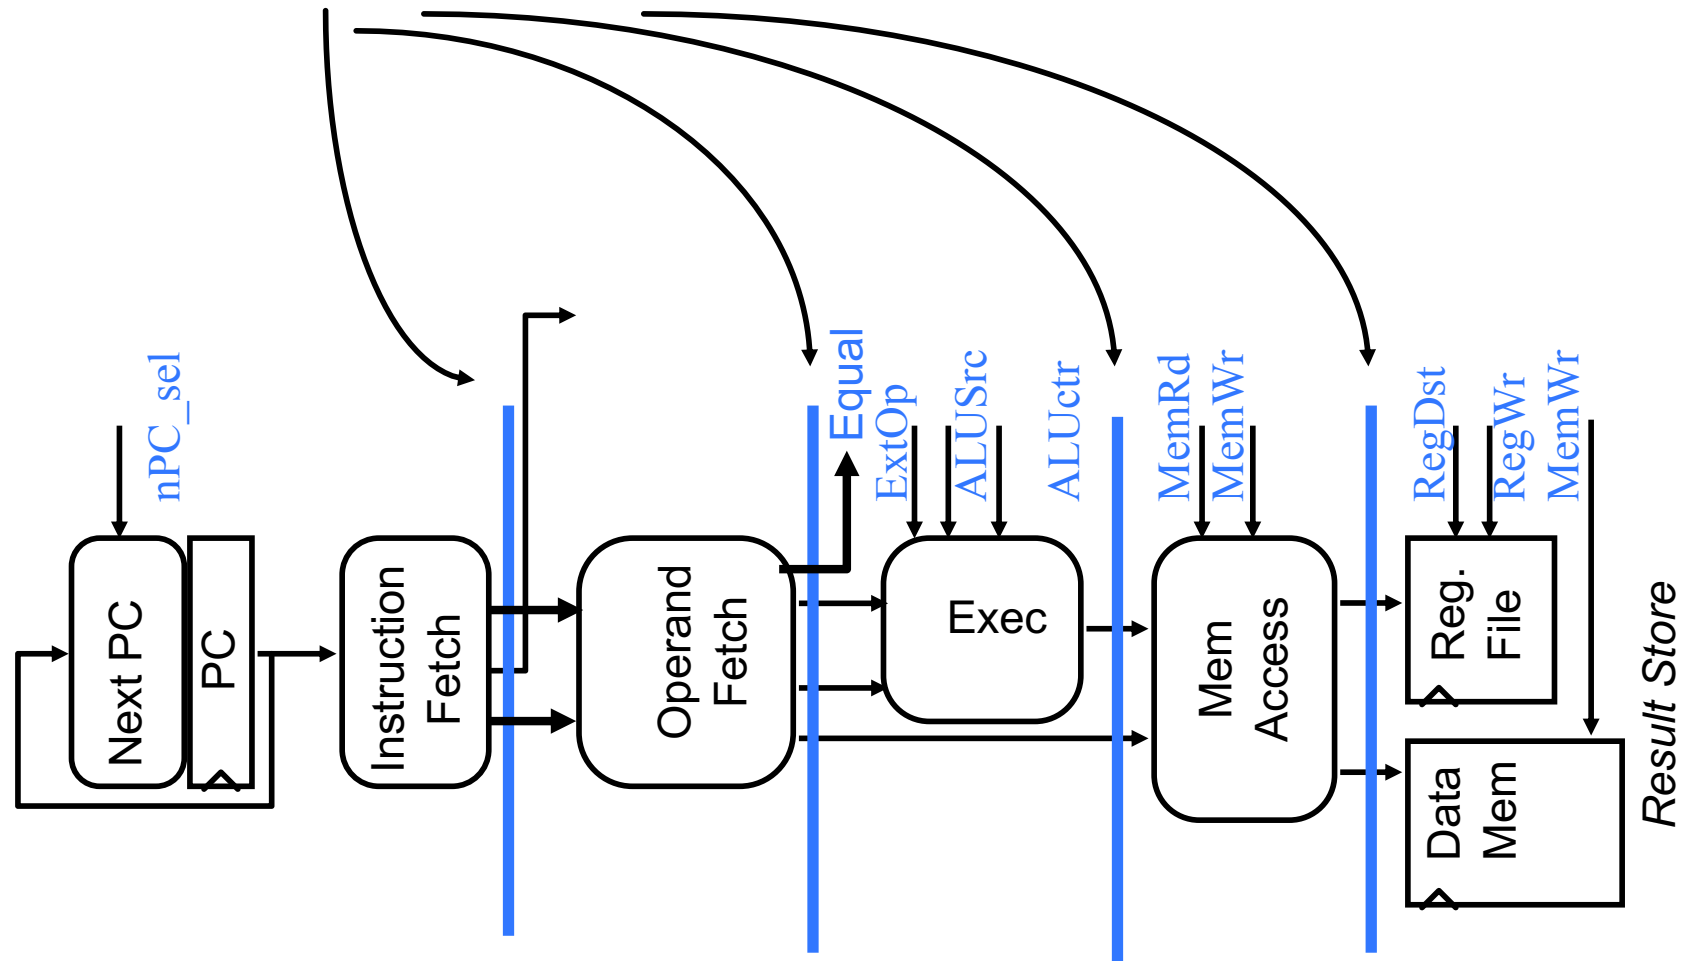 nPC_sel
Next PC
PC
Instruction
Fetch
Operand
Fetch
Equal
ExtOp
ALUSrc
ALUctr
Exec
MemRd
MemWr
Mem
Access
RegDst
RegWr
MemWr
Reg.
File
Data
Mem
Result Store